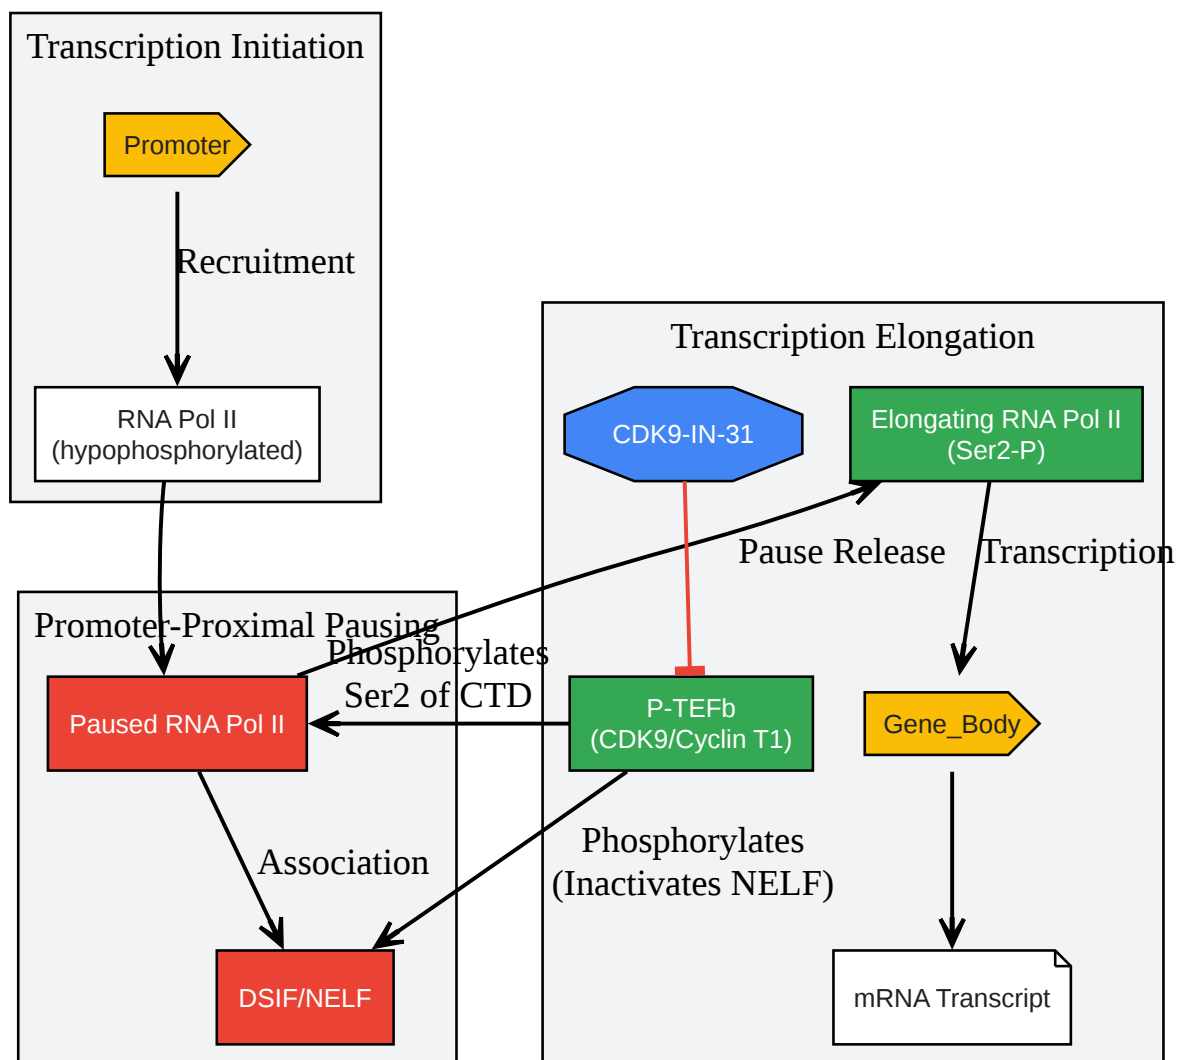 Transcription Initiation
Promoter
Recruitment
RNA Pol II
(hypophosphorylated)
Transcription Elongation
CDK9-IN-31
Elongating RNA Pol II
(Ser2-P)
Pause Release
Transcription
Promoter-Proximal Pausing
Phosphorylates
Ser2 of CTD
Paused RNA Pol II
P-TEFb
(CDK9/Cyclin T1)
Gene_Body
Association
Phosphorylates
(Inactivates NELF)
DSIF/NELF
mRNA Transcript